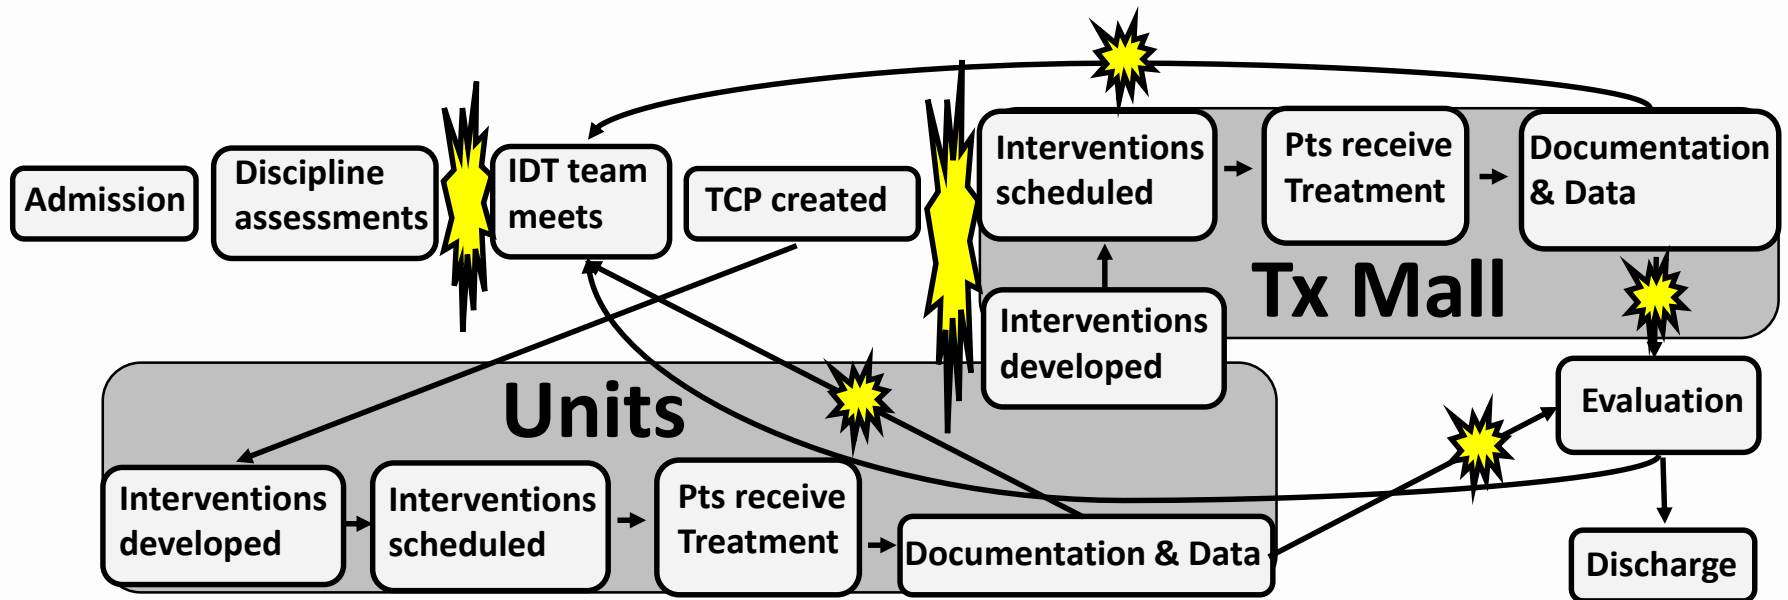 Admission
Discipline
assessments
IDT team
meets
TCP created
Interventions
scheduled
Pts receive
Treatment
Documentation
& Data
Tx Mall
Interventions
developed
Units
Evaluation
Interventions
developed
Interventions
scheduled
Pts receive
Treatment
Documentation & Data
Discharge